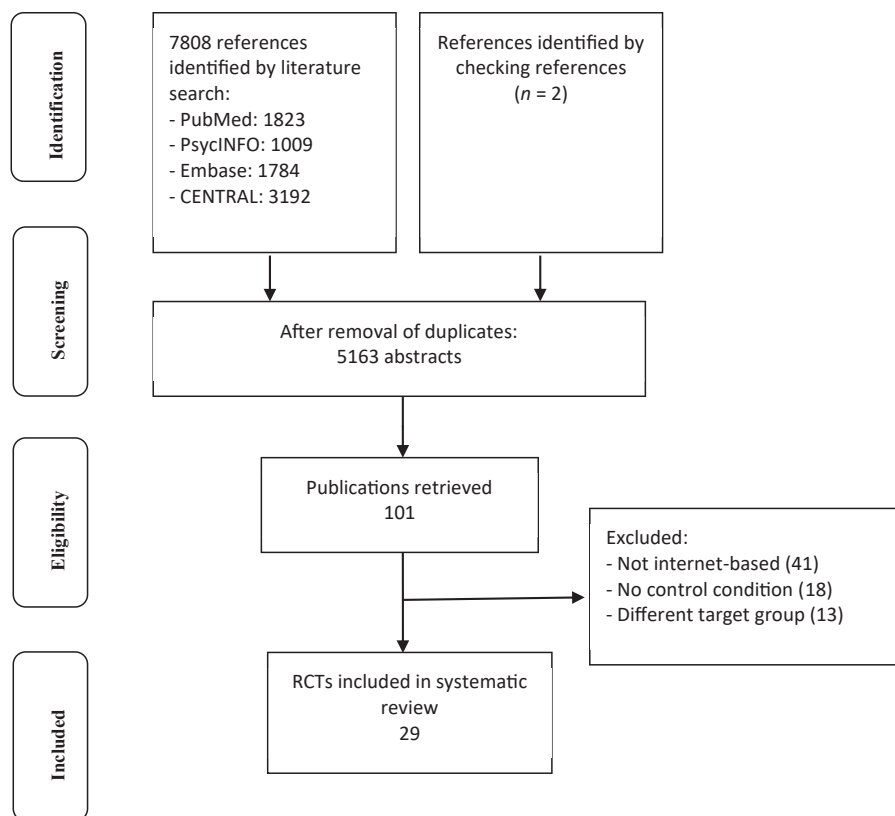 Identification
7808 references
identified by literature
search:
- PubMed: 1823
- PsycINFO: 1009
- Embase: 1784
- CENTRAL: 3192
References identified by
checking references
(n = 2)
Screening
After removal of duplicates:
5163 abstracts
Eligibility
Publications retrieved
101
Excluded:
- Not internet-based (41)
- No control condition (18)
- Different target group (13)
Included
RCTs included in systematic
review
29